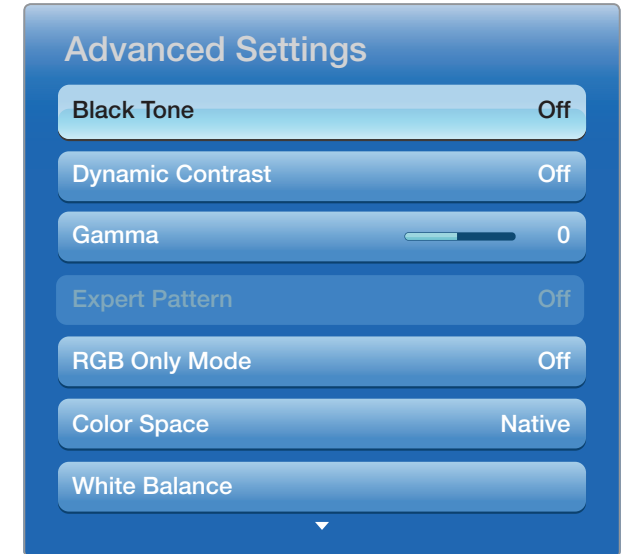 Advanced Settings
Black Tone Off
Dynamic Contrast Off
Gamma 0
Expert Pattern Off
RGB Only Mode Off
Color Space Native
White Balance